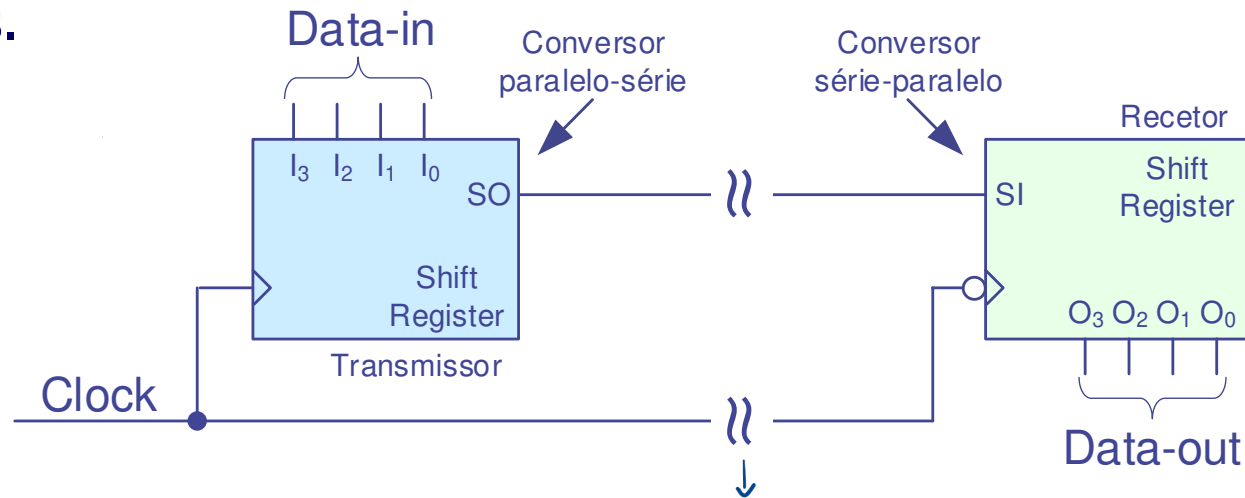 Data-in
Conversor
paralelo-série
Conversor
série-paralelo
Recetor
I₃ I₂ I₁ I₀
SO
SI
Shift
Register
Shift
Register
O₃ O₂ O₁ O₀
Transmissor
Clock
Data-out